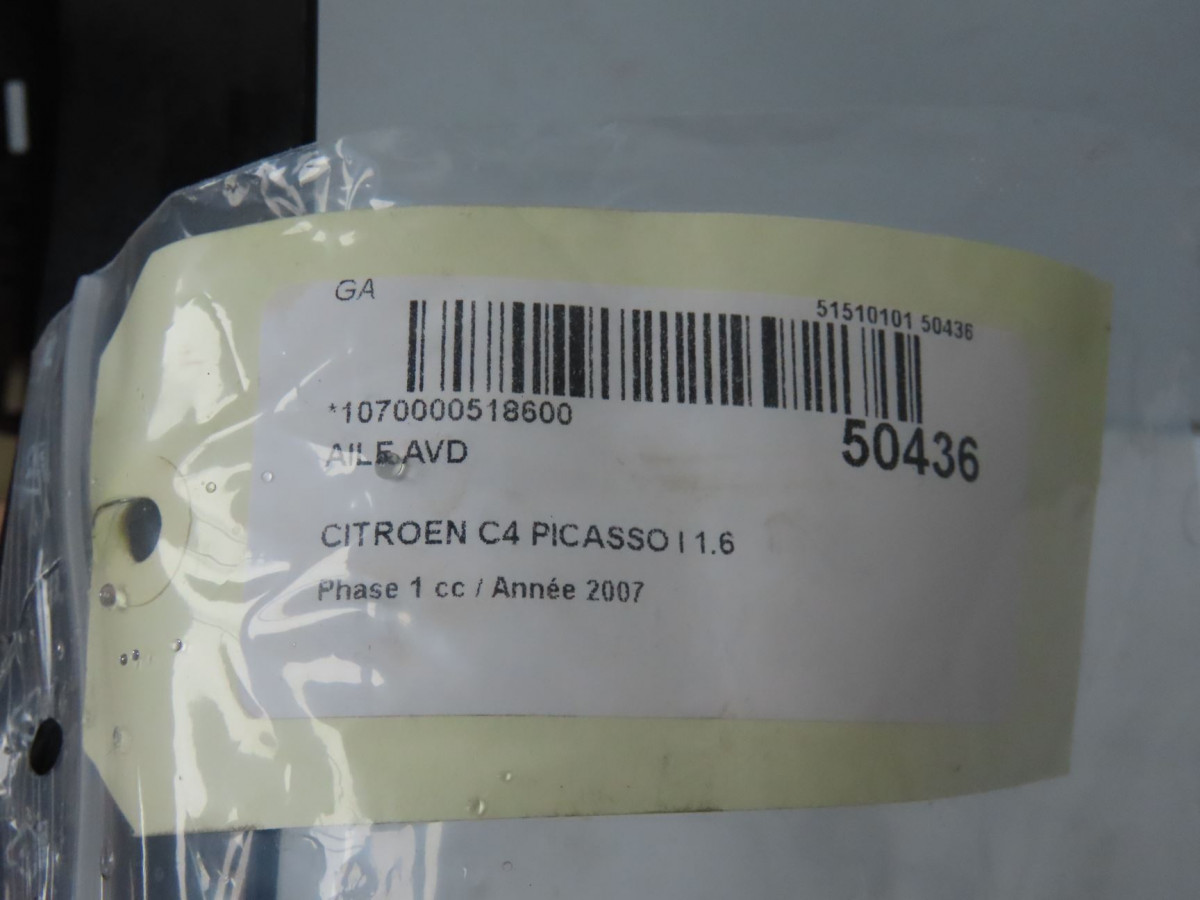 GA
51510101 50436
*1070000518600
AILE AVD
50436
CITROEN C4 PICASSO I 1.6
Phase 1 cc / Année 2007